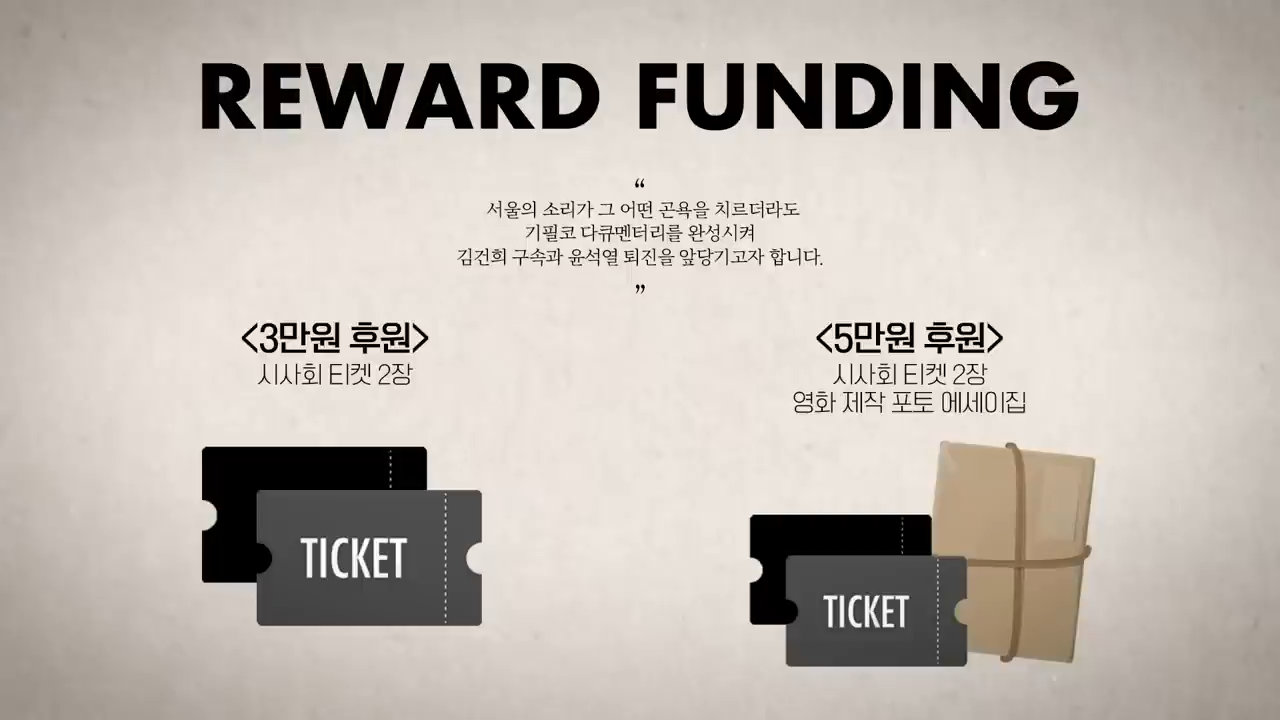 REWARD FUNDING
“
서울의 소리가 그 어떤 곤욕을 치르더라도
기필코 다큐멘터리를 완성시켜
김건희 구속과 윤석열 퇴진을 앞당기고자 합니다.
”
<3만원 후원>
시사회 티켓 2장
<5만원 후원>
시사회 티켓 2장
영화 제작 포토 에세이집
TICKET
TICKET